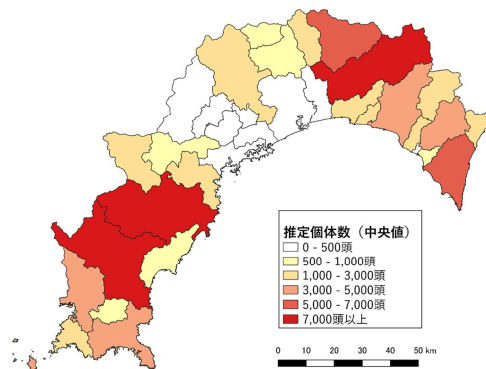 推定個体数（中央値）
0 - 500頭
500 - 1,000頭
1,000 - 3,000頭
3,000 - 5,000頭
5,000 - 7,000頭
7,000頭以上
0 10 20 30 40 50 km